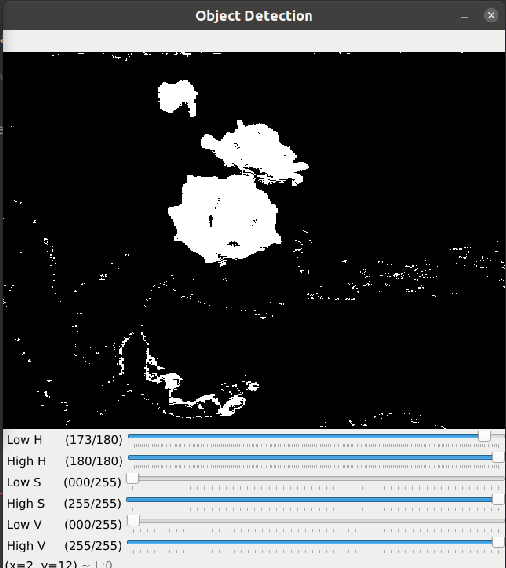 Object Detection
Low H (173/180)
High H (180/180)
Low S (000/255)
High S (255/255)
Low V (000/255)
High V (255/255)
(x=2, y=12) ~ L:0